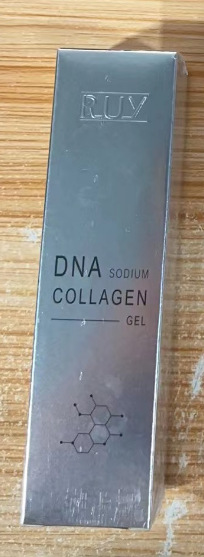 RUY
DNA SODIUM
COLLAGEN
GEL